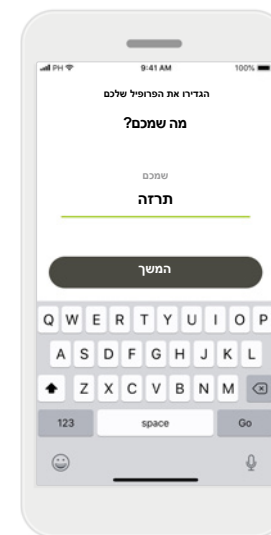 PH 9:41 AM 100%
הגדירו את הפרופיל שלכם
מה שמכם?
שמכם
תרזה
המשך
Q W E R T Y U I O P
A S D F G H J K L
Z X C V B N M
123 space Go